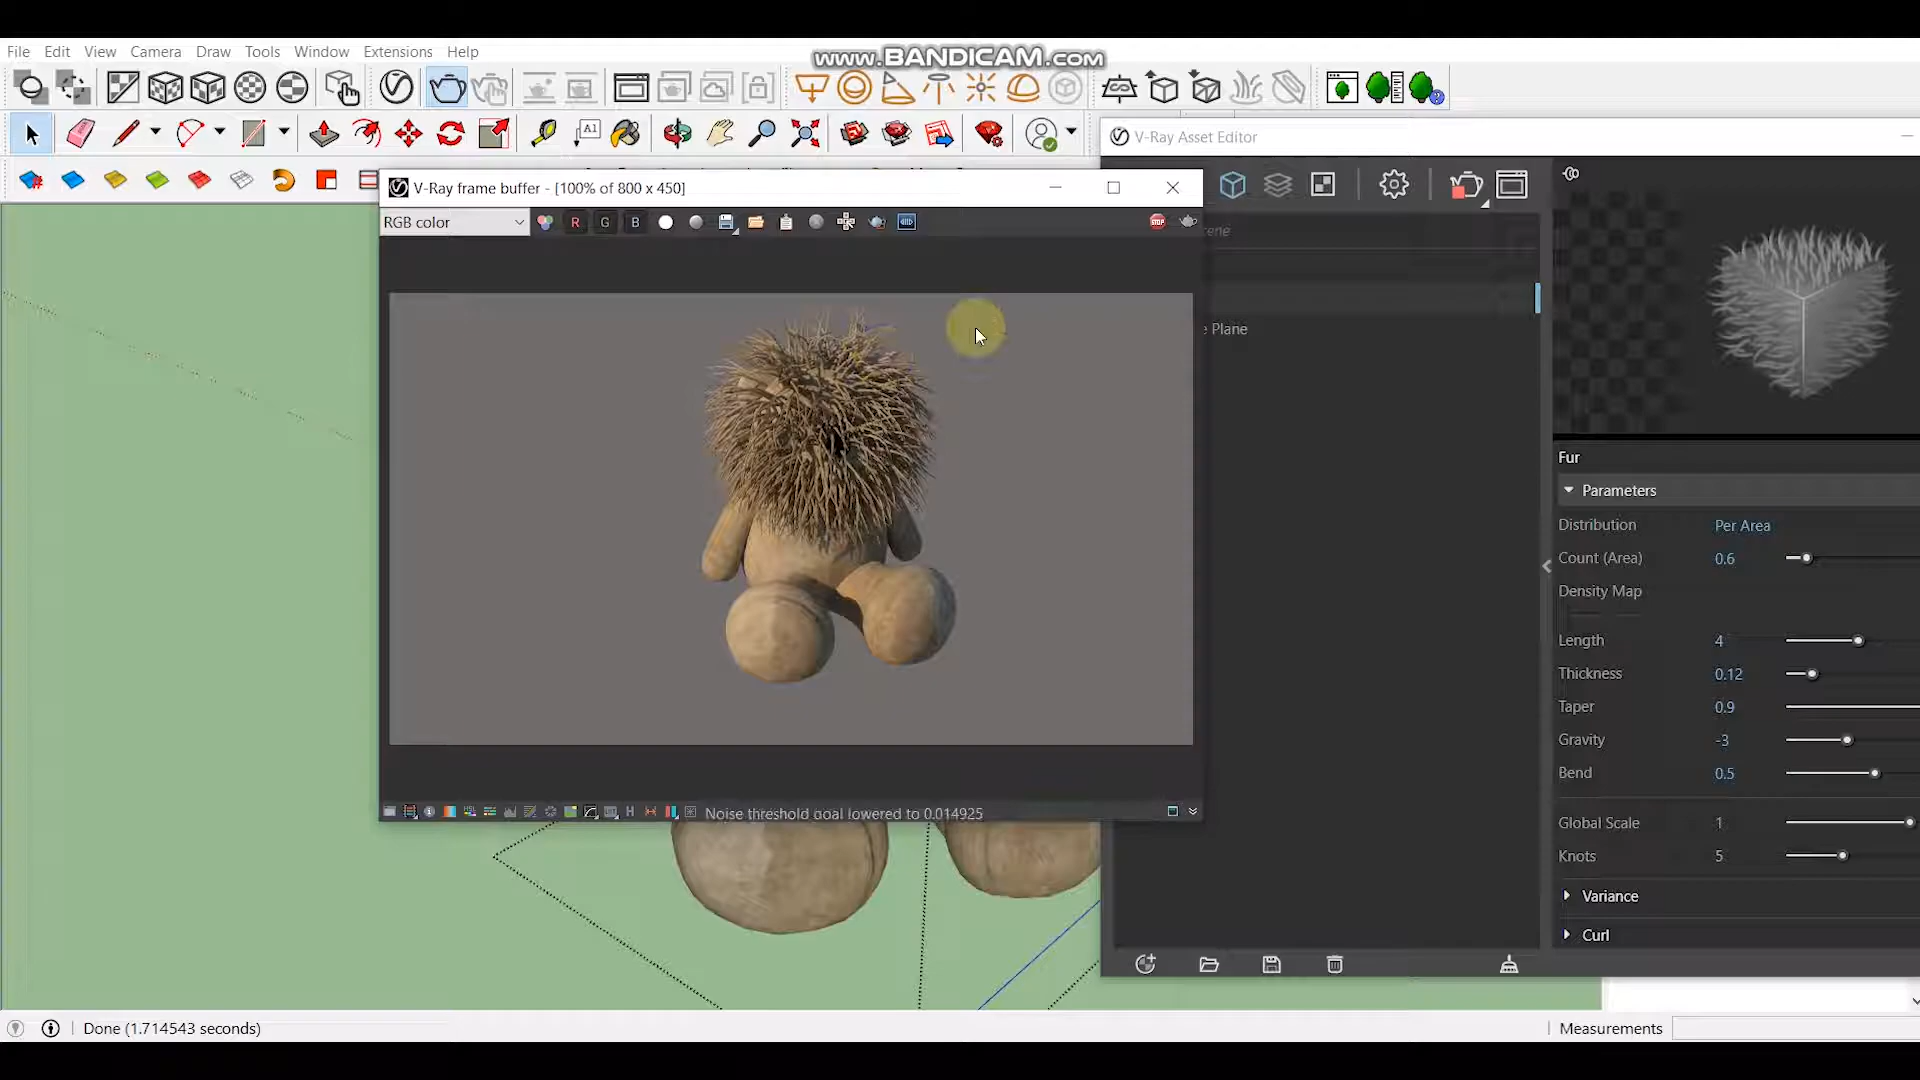 File Edit View Camera Draw Tools Window Extensions Help
www.BANDICAM.com
A1
V-Ray Asset Editor
V-Ray frame buffer - [100% of 800 x 450]
RGB color
R G B
STOP
Plane
Fur
Parameters
Distribution Per Area
Count (Area) 0.6
Density Map
Length 4
Thickness 0.12
Taper 0.9
Gravity -3
Bend 0.5
Global Scale 1
Knots 5
Variance
Curl
H
Noise threshold goal lowered to 0.014925
Done (1.714543 seconds)
Measurements